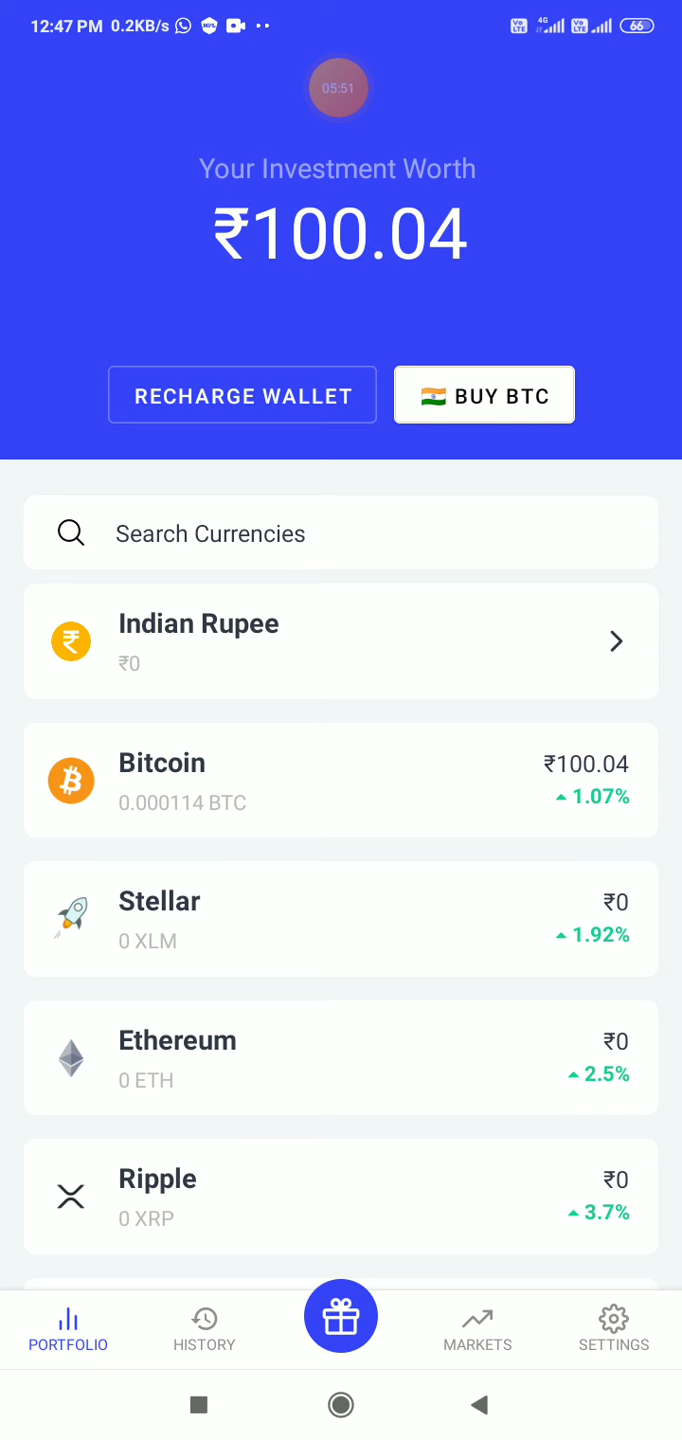 12:47 PM 0.2KB/s 4G 66
05:51
Your Investment Worth
₹100.04
RECHARGE WALLET BUY BTC
Search Currencies
Indian Rupee
₹0
Bitcoin ₹100.04
0.000114 BTC 1.07%
Stellar ₹0
0 XLM 1.92%
Ethereum ₹0
0 ETH 2.5%
Ripple ₹0
0 XRP 3.7%
PORTFOLIO HISTORY MARKETS SETTINGS